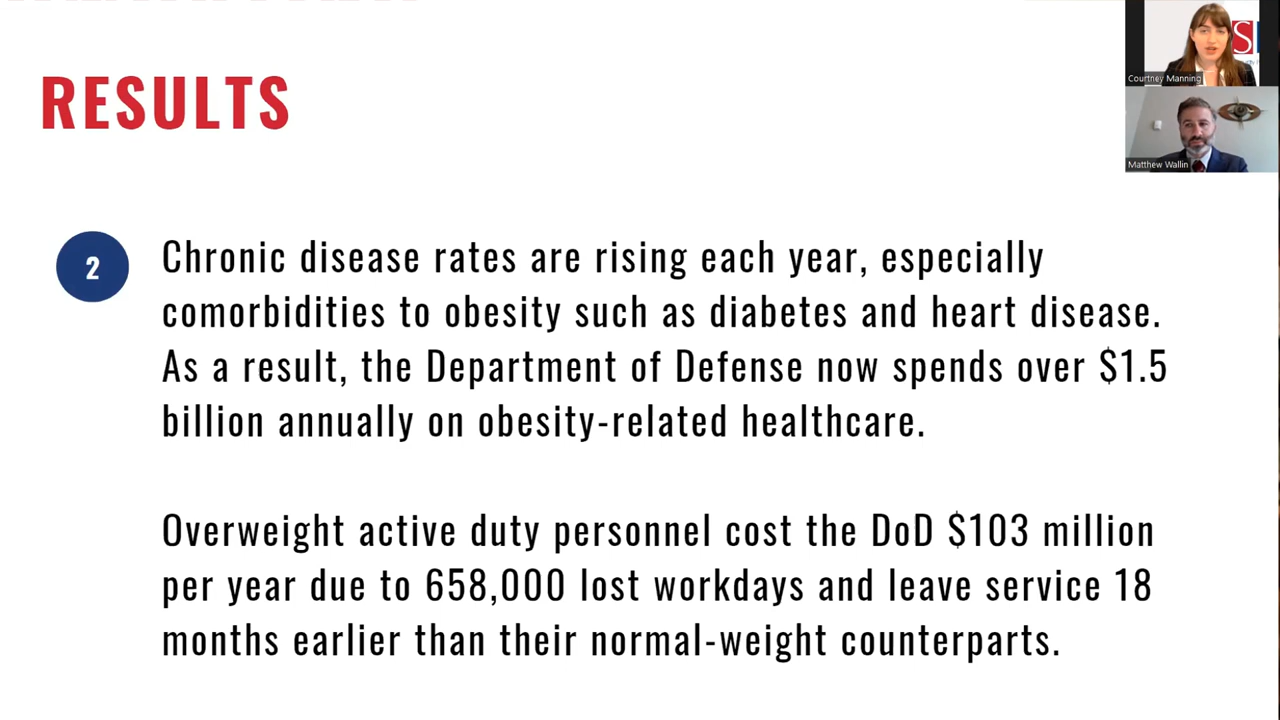 RESULTS
2
Chronic disease rates are rising each year, especially
comorbidities to obesity such as diabetes and heart disease.
As a result, the Department of Defense now spends over $1.5
billion annually on obesity-related healthcare.
Overweight active duty personnel cost the DoD $103 million
per year due to 658,000 lost workdays and leave service 18
months earlier than their normal-weight counterparts.
Courtney Manning
Matthew Wallin